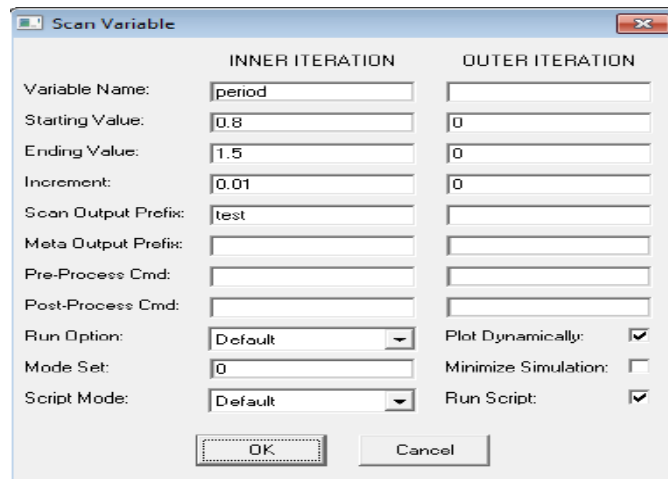 Scan Variable
INNER ITERATION OUTER ITERATION
Variable Name: period
Starting Value: 0.8 0
Ending Value: 1.5 0
Increment: 0.01 0
Scan Output Prefix: test
Meta Output Prefix:
Pre-Process Cmd:
Post-Process Cmd:
Run Option: Default Plot Dynamically:
Mode Set: 0 Minimize Simulation:
Script Mode: Default Run Script:
OK Cancel